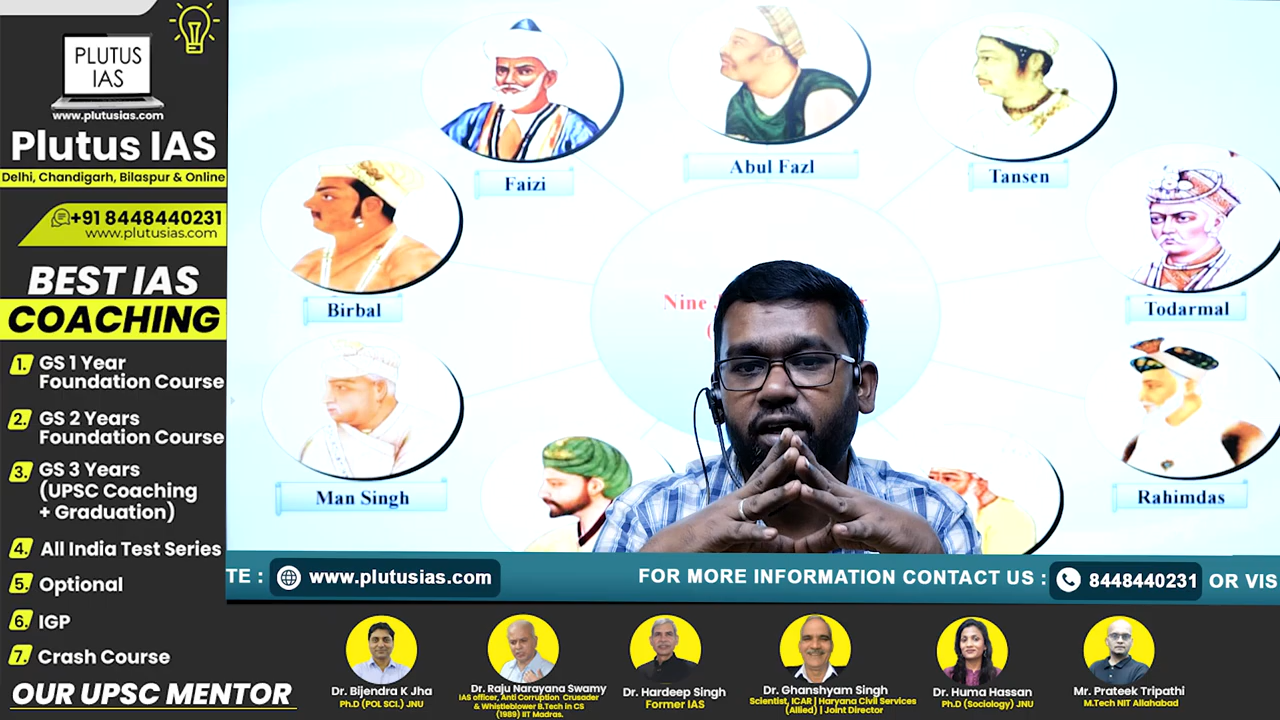 PLUTUS
IAS
www.plutusias.com
Plutus IAS
Delhi, Chandigarh, Bilaspur & Online
+91 8448440231
www.plutusias.com
BEST IAS
COACHING
1. GS 1 Year
Foundation Course
2. GS 2 Years
Foundation Course
3. GS 3 Years
(UPSC Coaching
+ Graduation)
4. All India Test Series
5. Optional
6. IGP
7. Crash Course
OUR UPSC MENTOR
Faizi
Abul Fazl
Tansen
Birbal
Todarmal
Nine
Man Singh
Rahimdas
TE : www.plutusias.com FOR MORE INFORMATION CONTACT US : 8448440231 OR VIS
Dr. Bijendra K Jha
Ph.D (POL SCI.) JNU
Dr. Raju Narayana Swamy
IAS officer, Anti Corruption Crusader
& Whistleblower B.Tech in CS
(1989) IIT Madras.
Dr. Hardeep Singh
Former IAS
Dr. Ghanshyam Singh
Scientist, ICAR | Haryana Civil Services
(Allied) | Joint Director
Dr. Huma Hassan
Ph.D (Sociology) JNU
Mr. Prateek Tripathi
M.Tech NIT Allahabad